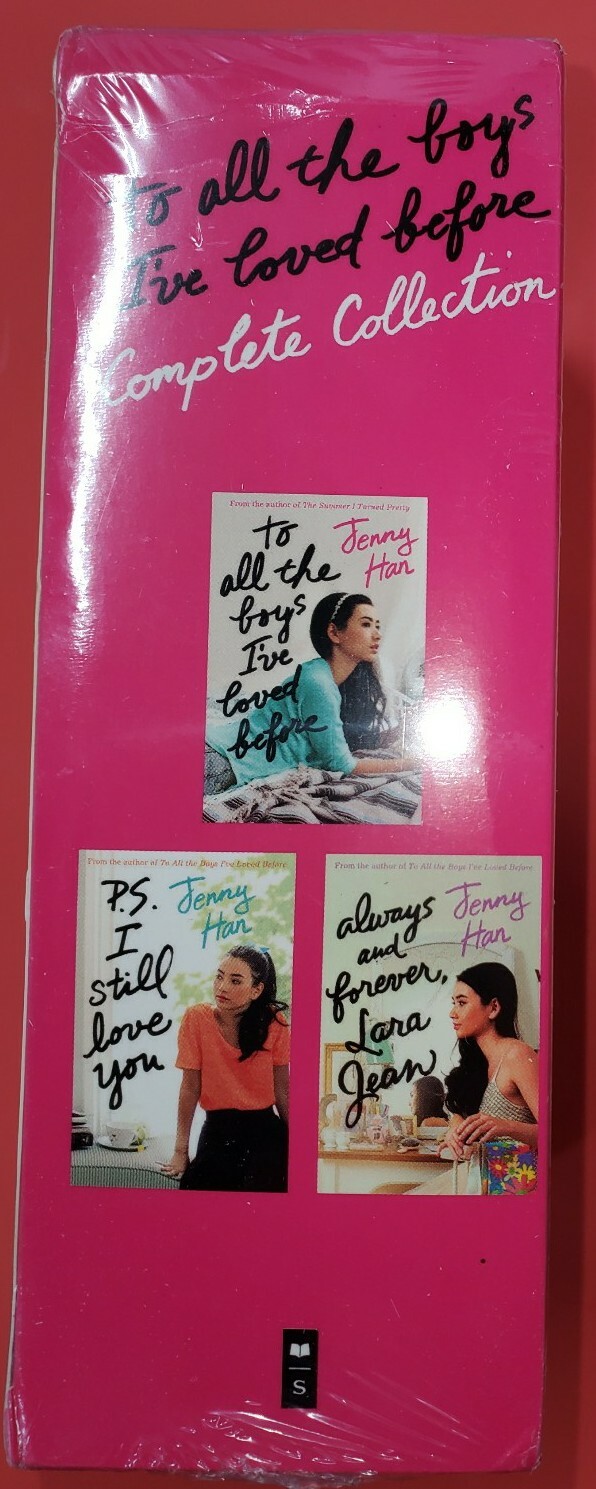 to all the boys
I've loved before
Complete Collection
From the author of The Summer I Turned Pretty
to
all the
boys
I've
loved
before
Jenny
Han
From the author of To All the Boys I've Loved Before
P.S.
I
still
love
you
Jenny
Han
From the author of To All the Boys I've Loved Before
always
and
forever,
Lara
Jean
Jenny
Han
S